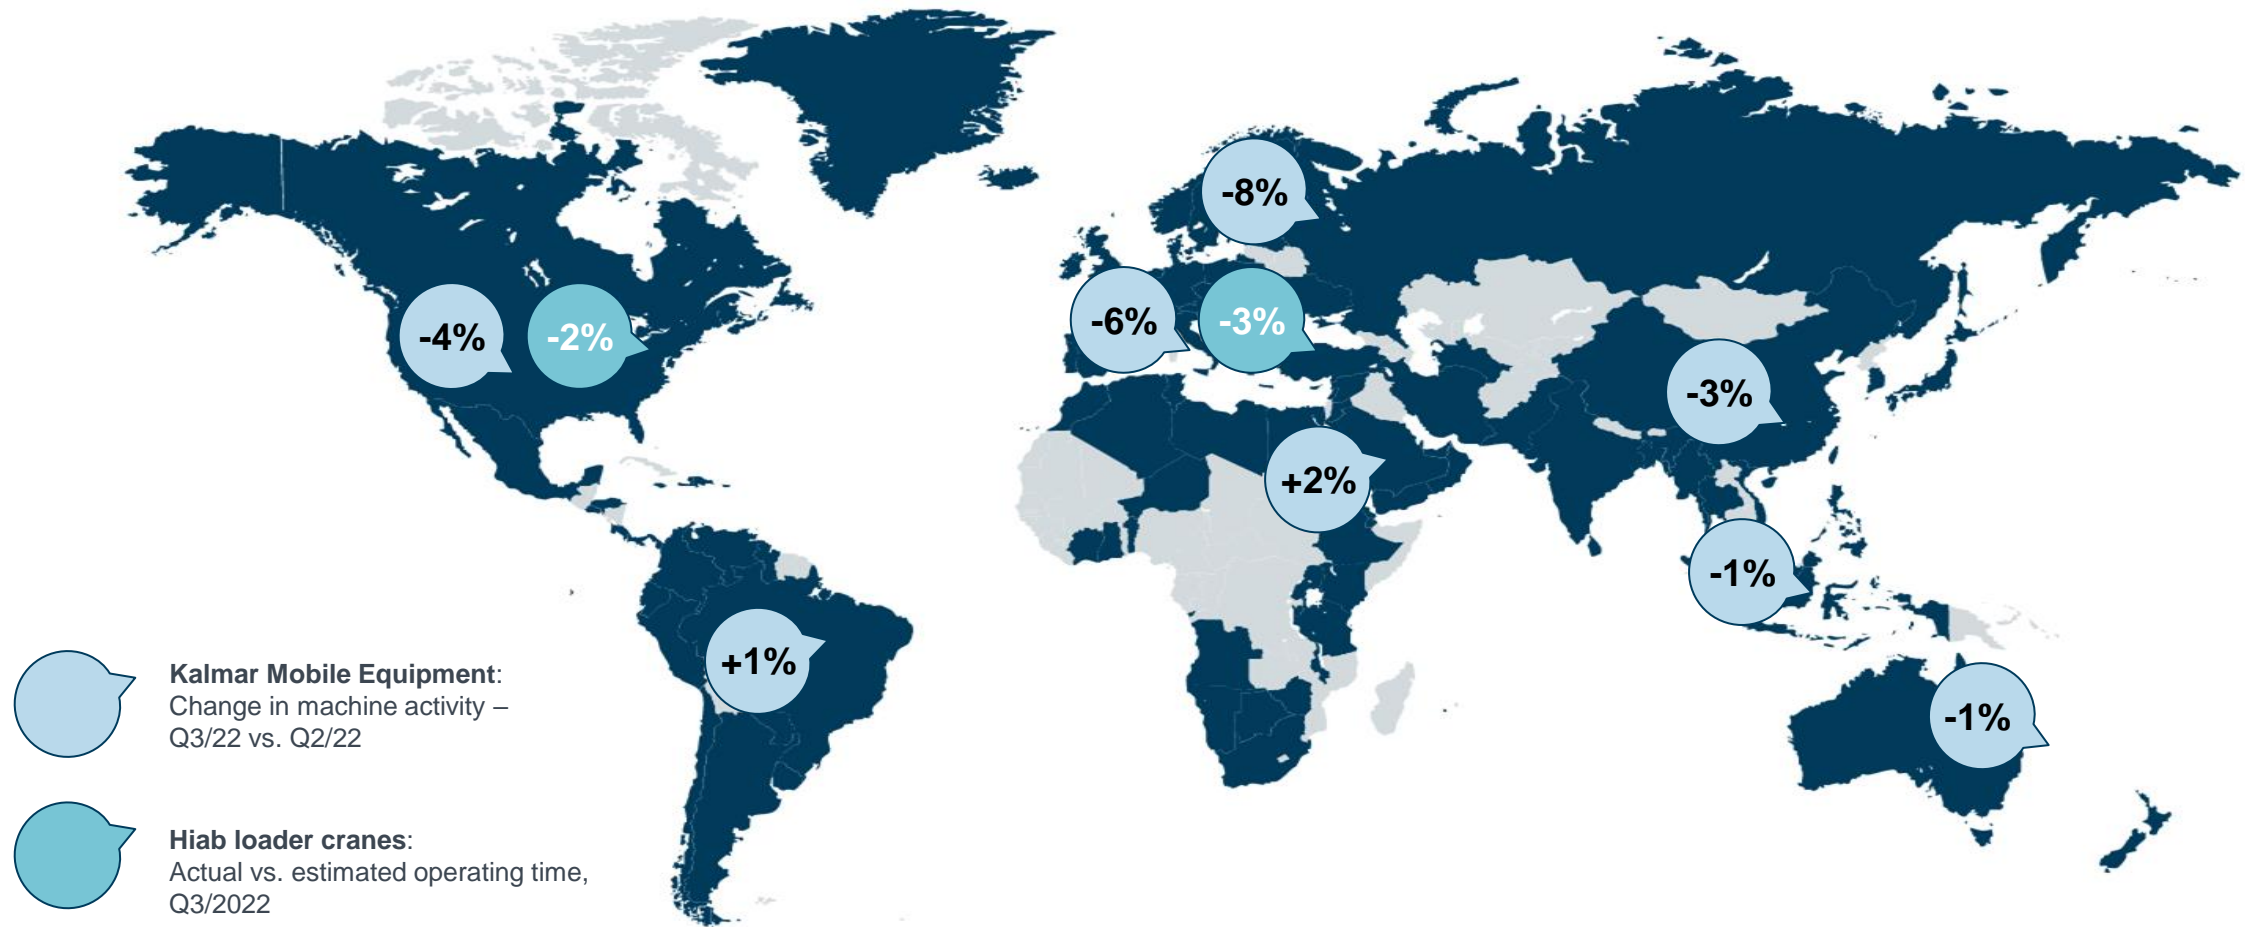 -8%
-6%
-3%
-4%
-2%
-3%
+2%
-1%
+1%
-1%
Kalmar Mobile Equipment:
Change in machine activity –
Q3/22 vs. Q2/22
Hiab loader cranes:
Actual vs. estimated operating time,
Q3/2022